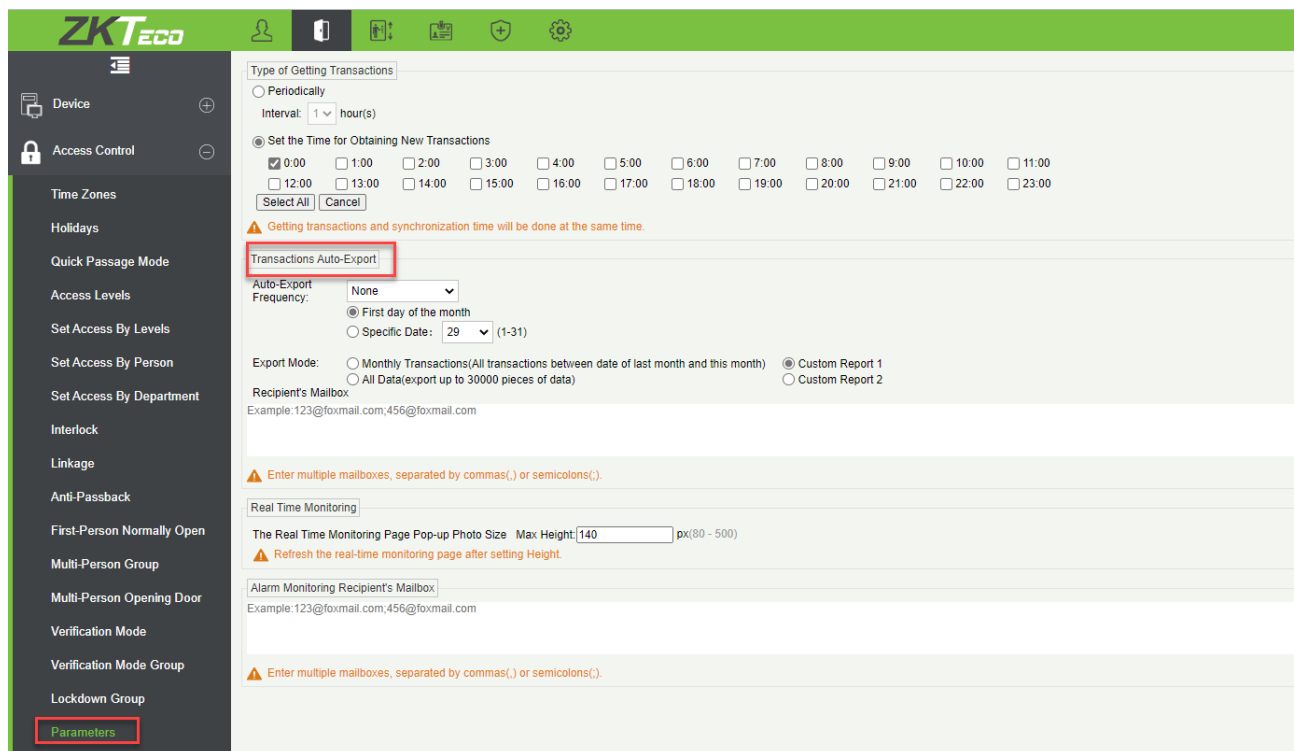 ZKTeco
Device
Access Control
Time Zones
Holidays
Quick Passage Mode
Access Levels
Set Access By Levels
Set Access By Person
Set Access By Department
Interlock
Linkage
Anti-Passback
First-Person Normally Open
Multi-Person Group
Multi-Person Opening Door
Verification Mode
Verification Mode Group
Lockdown Group
Parameters
Type of Getting Transactions
Periodically
Interval: 1 hour(s)
Set the Time for Obtaining New Transactions
0:00 1:00 2:00 3:00 4:00 5:00 6:00 7:00 8:00 9:00 10:00 11:00
12:00 13:00 14:00 15:00 16:00 17:00 18:00 19:00 20:00 21:00 22:00 23:00
Select All Cancel
Getting transactions and synchronization time will be done at the same time.
Transactions Auto-Export
Auto-Export
Frequency: None
First day of the month
Specific Date: 29 (1-31)
Export Mode: Monthly Transactions(All transactions between date of last month and this month) Custom Report 1
All Data(export up to 30000 pieces of data) Custom Report 2
Recipient's Mailbox
Example:123@foxmail.com;456@foxmail.com
Enter multiple mailboxes, separated by commas(,) or semicolons(;).
Real Time Monitoring
The Real Time Monitoring Page Pop-up Photo Size Max Height: 140 px(80 - 500)
Refresh the real-time monitoring page after setting Height.
Alarm Monitoring Recipient's Mailbox
Example:123@foxmail.com;456@foxmail.com
Enter multiple mailboxes, separated by commas(,) or semicolons(;).